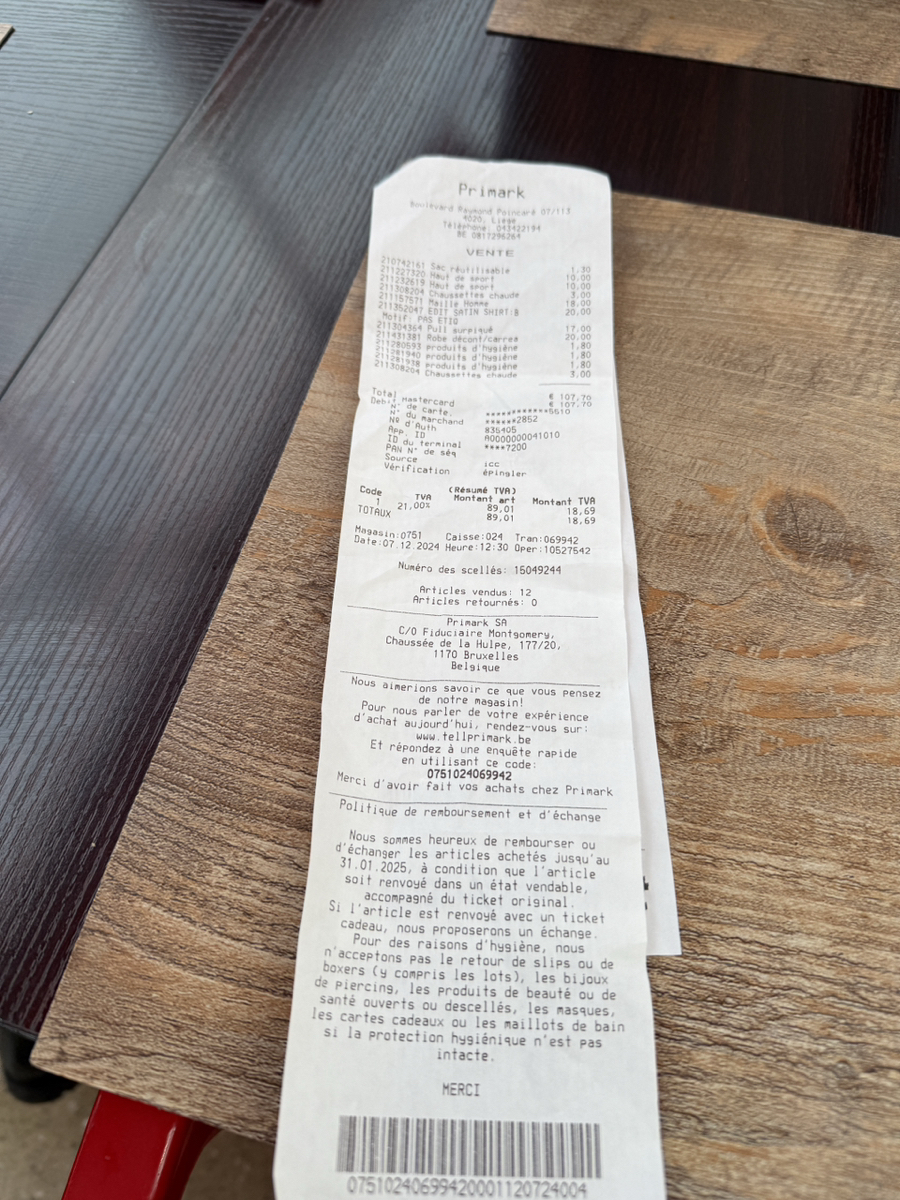 Primark
Boulevard Raymond Poincaré 07/113
4020, Liege
Téléphone: 043422194
BE 0817296264
VENTE
210742161 Sac réutilisable 1,30
211227320 Haut de sport 10,00
211232619 Haut de sport 10,00
211308204 Chaussettes chaude 3,00
211157571 Maille Homme 18,00
211352047 EDIT SATIN SHIRT:B 20,00
Motif: PAS ETIQ
211304364 Pull surpiqué 17,00
211431381 Robe décont/carrea 20,00
211280593 produits d'hygiène 1,80
211281940 produits d'hygiène 1,80
211281938 produits d'hygiène 1,80
211308204 Chaussettes chaude 3,00
Total € 107,70
Debit Mastercard € 107,70
N° de carte. ************5610
N° du marchand ******2852
Nº d'Auth 835405
App. ID A0000000041010
ID du terminal ****7200
PAN N° de séq
Source icc
Vérification épingler
(Résumé TVA)
Code TVA Montant art Montant TVA
1 21,00% 89,01 18,69
TOTAUX 89,01 18,69
Magasin:0751 Caisse:024 Tran:069942
Date:07.12.2024 Heure:12:30 Oper:10527542
Numéro des scellés: 15049244
Articles vendus: 12
Articles retournés: 0
Primark SA
C/O Fiduciaire Montgomery,
Chaussée de la Hulpe, 177/20,
1170 Bruxelles
Belgique
Nous aimerions savoir ce que vous pensez
de notre magasin!
Pour nous parler de votre expérience
d'achat aujourd'hui, rendez-vous sur:
www.tellprimark.be
Et répondez à une enquête rapide
en utilisant ce code:
0751024069942
Merci d'avoir fait vos achats chez Primark
Politique de remboursement et d'échange
Nous sommes heureux de rembourser ou
d'échanger les articles achetés jusqu'au
31.01.2025, à condition que l'article
soit renvoyé dans un état vendable,
accompagné du ticket original.
Si l'article est renvoyé avec un ticket
cadeau, nous proposerons un échange.
Pour des raisons d'hygiène, nous
n'acceptons pas le retour de slips ou de
boxers (y compris les lots), les bijoux
de piercing, les produits de beauté ou de
santé ouverts ou descellés, les masques,
les cartes cadeaux ou les maillots de bain
si la protection hygiénique n'est pas
intacte.
MERCI
07510240699420001120724004